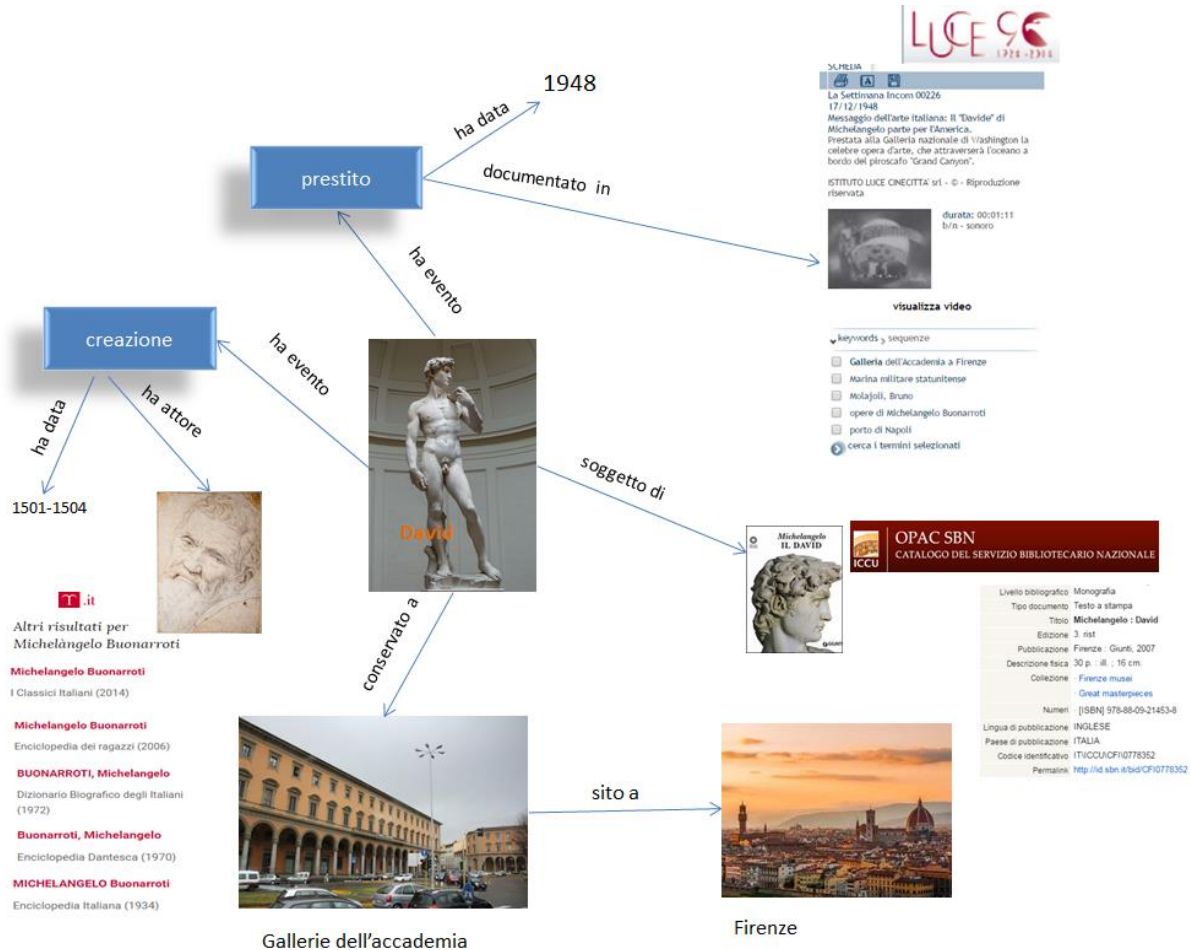 LUCE
1924-2014
SCHEDA
La Settimana Incom 00226
17/12/1948
Messaggio dell'arte italiana: Il "Davide" di
Michelangelo parte per l'America.
Prestata alla Galleria nazionale di Washington la
celebre opera d'arte, che attraverserà l'oceano a
bordo del piroscafo "Grand Canyon".
ISTITUTO LUCE CINECITTA' srl - © - Riproduzione
riservata
durata: 00:01:11
b/n - sonoro
visualizza video
keywords sequenze
Galleria dell'Accademia a Firenze
Marina militare statunitense
Molajoli, Bruno
opere di Michelangelo Buonarroti
porto di Napoli
cerca i termini selezionati
1948
ha data
prestito
documentato in
ha evento
creazione
ha evento
ha data
ha attore
1501-1504
David
soggetto di
conservato a
Michelangelo
IL DAVID
GIUNTI
ICCU
OPAC SBN
CATALOGO DEL SERVIZIO BIBLIOTECARIO NAZIONALE
Livello bibliografico Monografia
Tipo documento Testo a stampa
Titolo Michelangelo : David
Edizione 3. rist
Pubblicazione Firenze : Giunti, 2007
Descrizione fisica 30 p. : ill. ; 16 cm.
Collezione · Firenze musei
· Great masterpieces
Numeri · [ISBN] 978-88-09-21453-8
Lingua di pubblicazione INGLESE
Paese di pubblicazione ITALIA
Codice identificativo IT\ICCU\CFI\0778352
Permalink http://id.sbn.it/bid/CFI0778352
T .it
Altri risultati per
Michelàngelo Buonarroti
Michelangelo Buonarroti
I Classici Italiani (2014)
Michelangelo Buonarroti
Enciclopedia dei ragazzi (2006)
BUONARROTI, Michelangelo
Dizionario Biografico degli Italiani
(1972)
Buonarroti, Michelangelo
Enciclopedia Dantesca (1970)
MICHELANGELO Buonarroti
Enciclopedia Italiana (1934)
sito a
Gallerie dell'accademia
Firenze